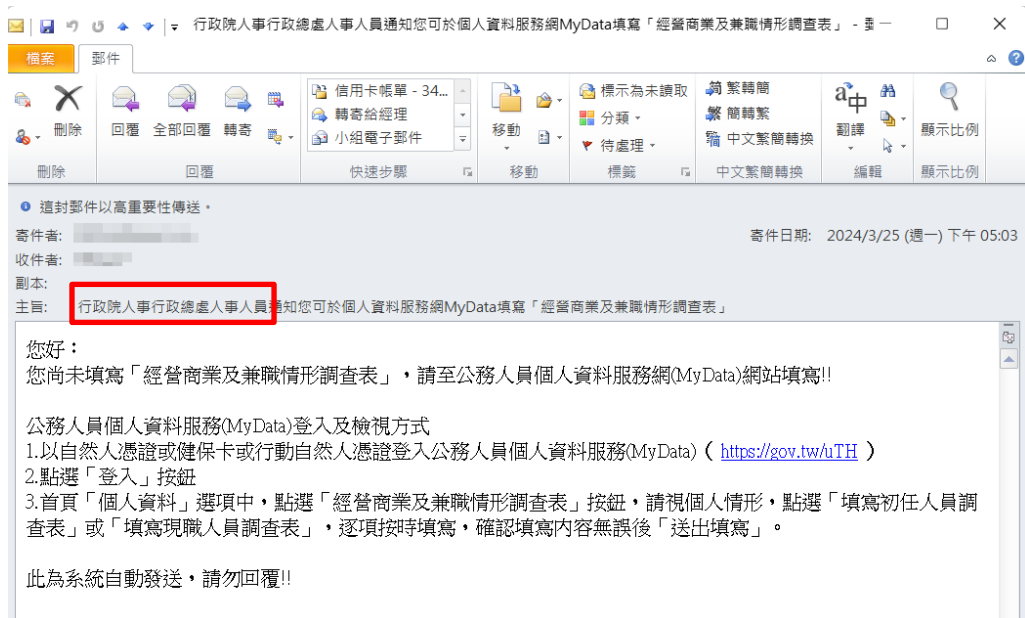 行政院人事行政總處人事人員通知您可於個人資料服務網MyData填寫「經營商業及兼職情形調查表」 -
檔案 郵件
刪除
回覆 全部回覆 轉寄
信用卡帳單 - 34...
轉寄給經理
小組電子郵件
移動
標示為未讀取
分類
待處理
繁轉簡
簡轉繁
中文繁簡轉換
翻譯
顯示比例
刪除 回覆 快速步驟 移動 標籤 中文繁簡轉換 編輯 顯示比例
這封郵件以高重要性傳送。
寄件者: 寄件日期: 2024/3/25 (週一) 下午 05:03
收件者:
副本:
主旨: 行政院人事行政總處人事人員通知您可於個人資料服務網MyData填寫「經營商業及兼職情形調查表」
您好：
您尚未填寫「經營商業及兼職情形調查表」，請至公務人員個人資料服務網(MyData)網站填寫!!
公務人員個人資料服務(MyData)登入及檢視方式
1.以自然人憑證或健保卡或行動自然人憑證登入公務人員個人資料服務(MyData)（ https://gov.tw/uTH ）
2.點選「登入」按鈕
3.首頁「個人資料」選項中，點選「經營商業及兼職情形調查表」按鈕，請視個人情形，點選「填寫初任人員調
查表」或「填寫現職人員調查表」，逐項按時填寫，確認填寫內容無誤後「送出填寫」。
此為系統自動發送，請勿回覆!!